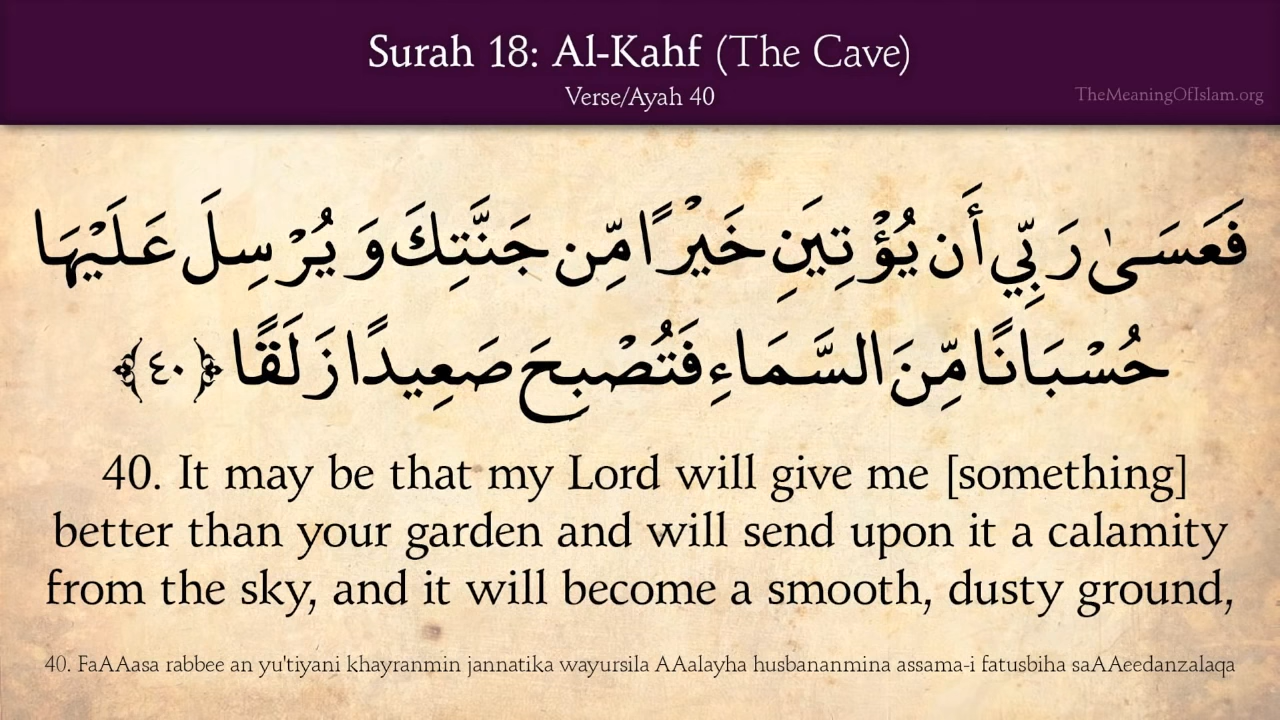 Surah 18: Al-Kahf (The Cave)
Verse/Ayah 40
TheMeaningOfIslam.org
فَعَسَىٰ رَبِّي أَن يُؤْتِيَنِ خَيْرًا مِّن جَنَّتِكَ وَيُرْسِلَ عَلَيْهَا
حُسْبَانًا مِّنَ السَّمَاءِ فَتُصْبِحَ صَعِيدًا زَلَقًا ﴿٤٠﴾
40. It may be that my Lord will give me [something]
better than your garden and will send upon it a calamity
from the sky, and it will become a smooth, dusty ground,
40. FaAAasa rabbee an yu'tiyani khayranmin jannatika wayursila AAalayha husbananmina assama-i fatusbiha saAAeedanzalaqa